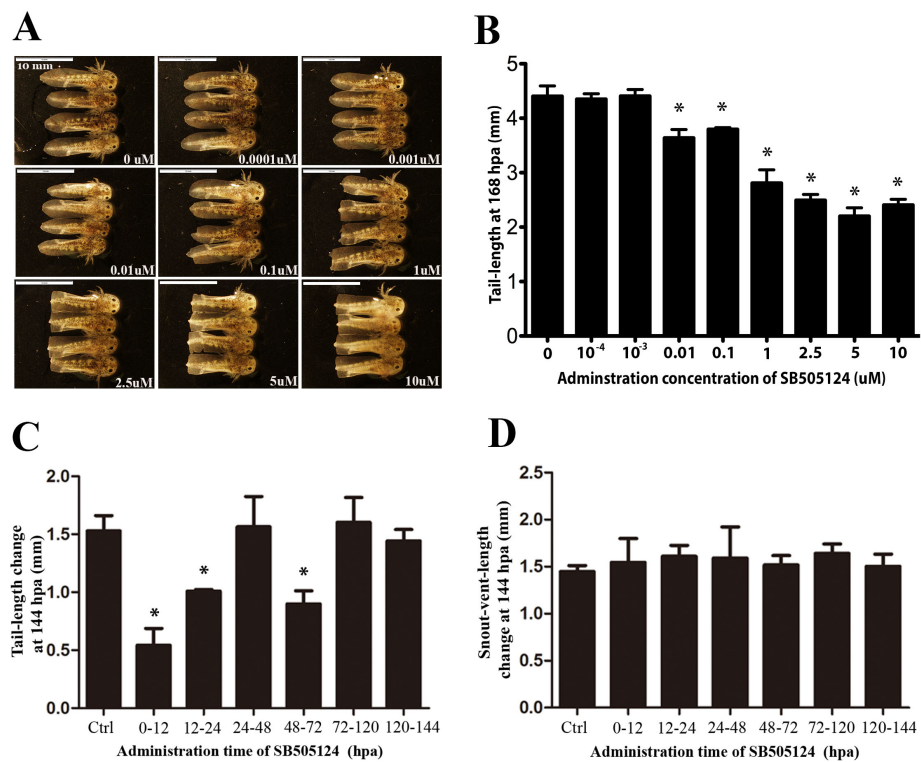 A
10 mm
0 uM
0.0001uM
0.001uM
0.01uM
0.1uM
1uM
2.5uM
5uM
10uM
B
Tail-length at 168 hpa (mm)
5
4
3
2
1
0
* * * * * *
0 10-4 10-3 0.01 0.1 1 2.5 5 10
Adminstration concentration of SB505124 (uM)
C
Tail-length change
at 144 hpa (mm)
2.0
1.5
1.0
0.5
0.0
* * *
Ctrl 0-12 12-24 24-48 48-72 72-120 120-144
Administration time of SB505124 (hpa)
D
Snout-vent-length
change at 144 hpa (mm)
2.5
2.0
1.5
1.0
0.5
0.0
Ctrl 0-12 12-24 24-48 48-72 72-120 120-144
Administration time of SB505124 (hpa)